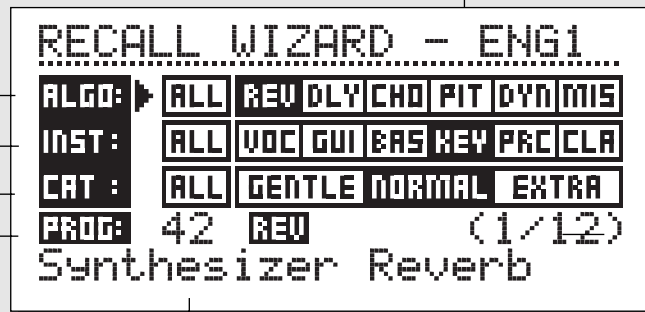 RECALL WIZARD - ENG1
ALGO: ALL REV DLY CHO PIT DYN MIS
INST: ALL VOC GUI BAS KEY PRC CLA
CAT : ALL GENTLE NORMAL EXTRA
PROG: 42 REV (1/12)
Synthesizer Reverb